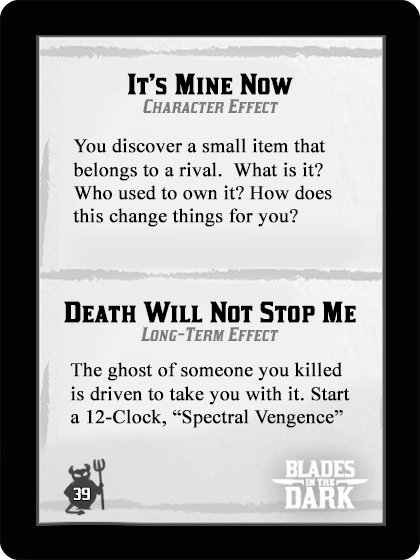 It's Mine Now
Character Effect
You discover a small item that
belongs to a rival.  What is it?
Who used to own it? How does
this change things for you?
Death Will Not Stop Me
Long-Term Effect
The ghost of someone you killed
is driven to take you with it. Start
a 12-Clock, “Spectral Vengence”
39
BLADES
IN THE
DARK